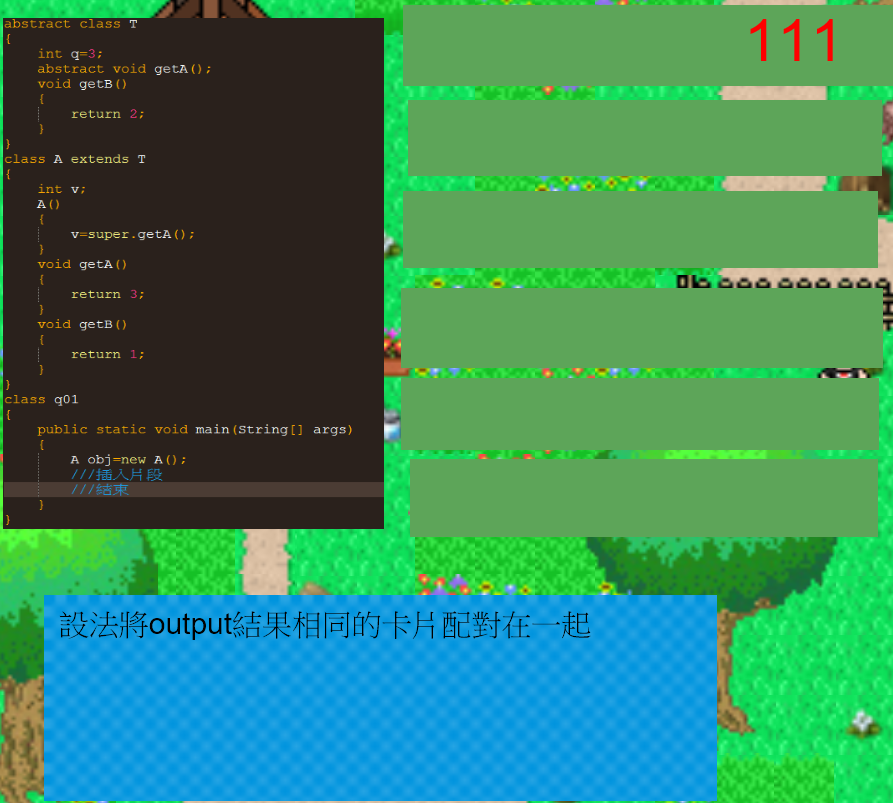 abstract class T
{
    int q=3;
    abstract void getA();
    void getB()
    {
        return 2;
    }
}
class A extends T
{
    int v;
    A()
    {
        v=super.getA();
    }
    void getA()
    {
        return 3;
    }
    void getB()
    {
        return 1;
    }
}
class q01
{
    public static void main(String[] args)
    {
        A obj=new A();
        ///插入片段
        ///結束
    }
}
111
設法將output結果相同的卡片配對在一起